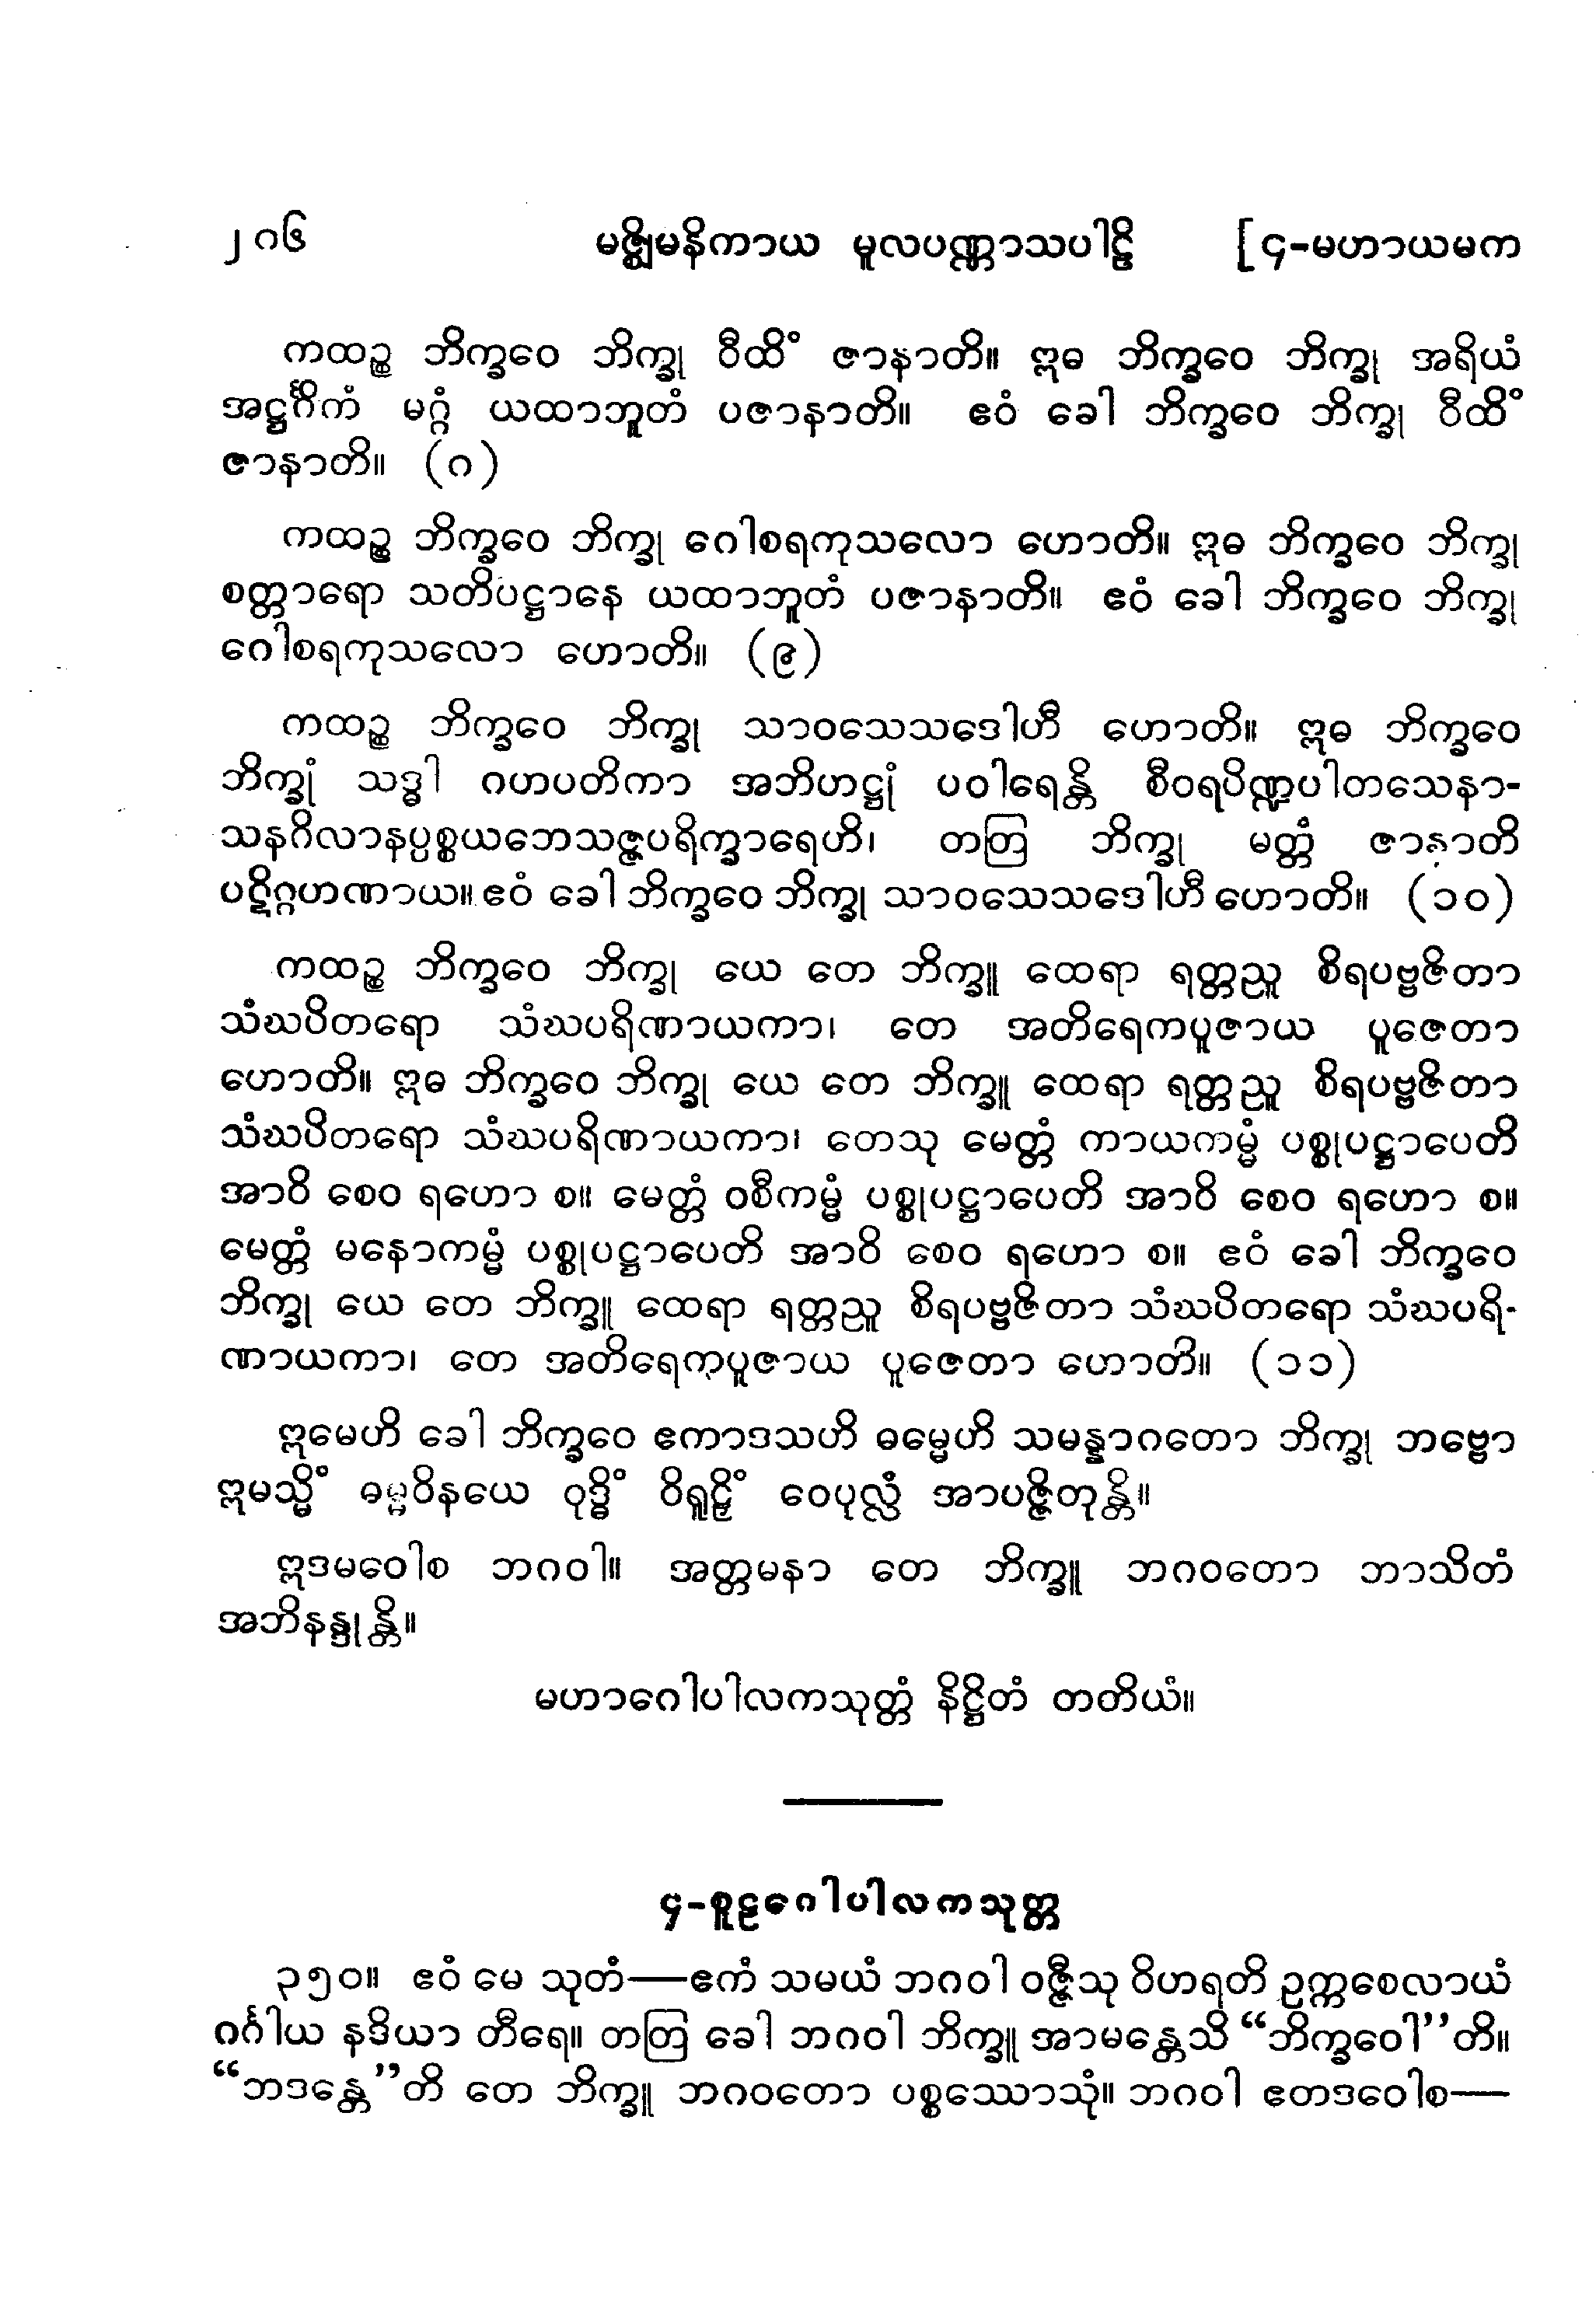 ၂၈၆ မဇ္ဈိမနိကာယ မူလပဏ္ဏာသပါဠိ [၄-မဟာယမက
ကထဉ္စ ဘိက္ခဝေ ဘိက္ခု ဝီထိံ ဇာနာတိ။ ဣဓ ဘိက္ခဝေ ဘိက္ခု အရိယံ
အဋ္ဌင်္ဂိကံ မဂ္ဂံ ယထာဘူတံ ပဇာနာတိ။ ဧဝံ ခေါ ဘိက္ခဝေ ဘိက္ခု ဝီထိံ
ဇာနာတိ။ (၈)
ကထဉ္စ ဘိက္ခဝေ ဘိက္ခု ဂေါစရကုသလော ဟောတိ။ ဣဓ ဘိက္ခဝေ ဘိက္ခု
စတ္တာရော သတိပဋ္ဌာနေ ယထာဘူတံ ပဇာနာတိ။ ဧဝံ ခေါ ဘိက္ခဝေ ဘိက္ခု
ဂေါစရကုသလော ဟောတိ။ (၉)
ကထဉ္စ ဘိက္ခဝေ ဘိက္ခု သာဝသေသဒေါဟီ ဟောတိ။ ဣဓ ဘိက္ခဝေ
ဘိက္ခုံ သဒ္ဓါ ဂဟပတိကာ အဘိဟဋ္ဌုံ ပဝါရေန္တိ စီဝရပိဏ္ဍပါတသေနာ-
သနဂိလာနပ္ပစ္စယဘေသဇ္ဇပရိက္ခာရေဟိ၊ တတြ ဘိက္ခု မတ္တံ ဇာနာတိ
ပဋိဂ္ဂဟဏာယ။ ဧဝံ ခေါ ဘိက္ခဝေ ဘိက္ခု သာဝသေသဒေါဟီ ဟောတိ။ (၁၀)
ကထဉ္စ ဘိက္ခဝေ ဘိက္ခု ယေ တေ ဘိက္ခူ ထေရာ ရတ္တညူ စိရပဗ္ဗဇိတာ
သံဃပိတရော သံဃပရိဏာယကာ၊ တေ အတိရေကပူဇာယ ပူဇေတာ
ဟောတိ။ ဣဓ ဘိက္ခဝေ ဘိက္ခု ယေ တေ ဘိက္ခူ ထေရာ ရတ္တညူ စိရပဗ္ဗဇိတာ
သံဃပိတရော သံဃပရိဏာယကာ၊ တေသု မေတ္တံ ကာယကမ္မံ ပစ္စုပဋ္ဌာပေတိ
အာဝိ စေဝ ရဟော စ။ မေတ္တံ ဝစီကမ္မံ ပစ္စုပဋ္ဌာပေတိ အာဝိ စေဝ ရဟော စ။
မေတ္တံ မနောကမ္မံ ပစ္စုပဋ္ဌာပေတိ အာဝိ စေဝ ရဟော စ။ ဧဝံ ခေါ ဘိက္ခဝေ
ဘိက္ခု ယေ တေ ဘိက္ခူ ထေရာ ရတ္တညူ စိရပဗ္ဗဇိတာ သံဃပိတရော သံဃပရိ-
ဏာယကာ၊ တေ အတိရေကပူဇာယ ပူဇေတာ ဟောတိ။ (၁၁)
ဣမေဟိ ခေါ ဘိက္ခဝေ ဧကာဒသဟိ ဓမ္မေဟိ သမန္နာဂတော ဘိက္ခု ဘဗ္ဗော
ဣမသ္မိံ ဓမ္မဝိနယေ ဝုဒ္ဓိံ ဝိရူဠှိံ ဝေပုလ္လံ အာပဇ္ဇိတုန္တိ။
ဣဒမဝေါစ ဘဂဝါ။ အတ္တမနာ တေ ဘိက္ခူ ဘဂဝတော ဘာသိတံ
အဘိနန္ဒုန္တိ။
မဟာဂေါပါလကသုတ္တံ နိဋ္ဌိတံ တတိယံ။
၄-စူဠဂေါပါလကသုတ္တ
၃၅၀။ ဧဝံ မေ သုတံ—ဧကံ သမယံ ဘဂဝါ ဝဇ္ဇီသု ဝိဟရတိ ဥက္ကစေလာယံ
ဂင်္ဂါယ နဒိယာ တီရေ။ တတြ ခေါ ဘဂဝါ ဘိက္ခူ အာမန္တေသိ “ဘိက္ခဝေါ”တိ။
“ဘဒန္တေ”တိ တေ ဘိက္ခူ ဘဂဝတော ပစ္စဿောသုံ။ ဘဂဝါ ဧတဒဝေါစ—